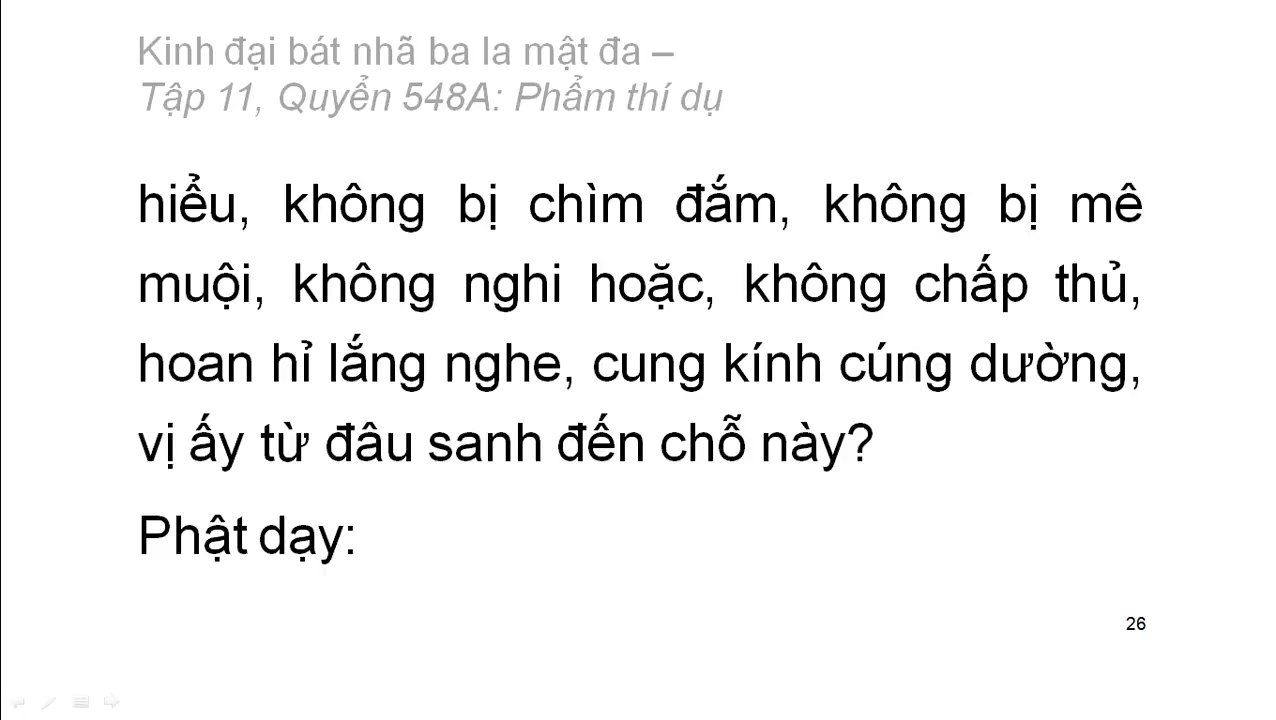 Kinh đại bát nhã ba la mật đa –
Tập 11, Quyển 548A: Phẩm thí dụ
hiểu, không bị chìm đắm, không bị mê
muội, không nghi hoặc, không chấp thủ,
hoan hỉ lắng nghe, cung kính cúng dường,
vị ấy từ đâu sanh đến chỗ này?
Phật dạy:
26